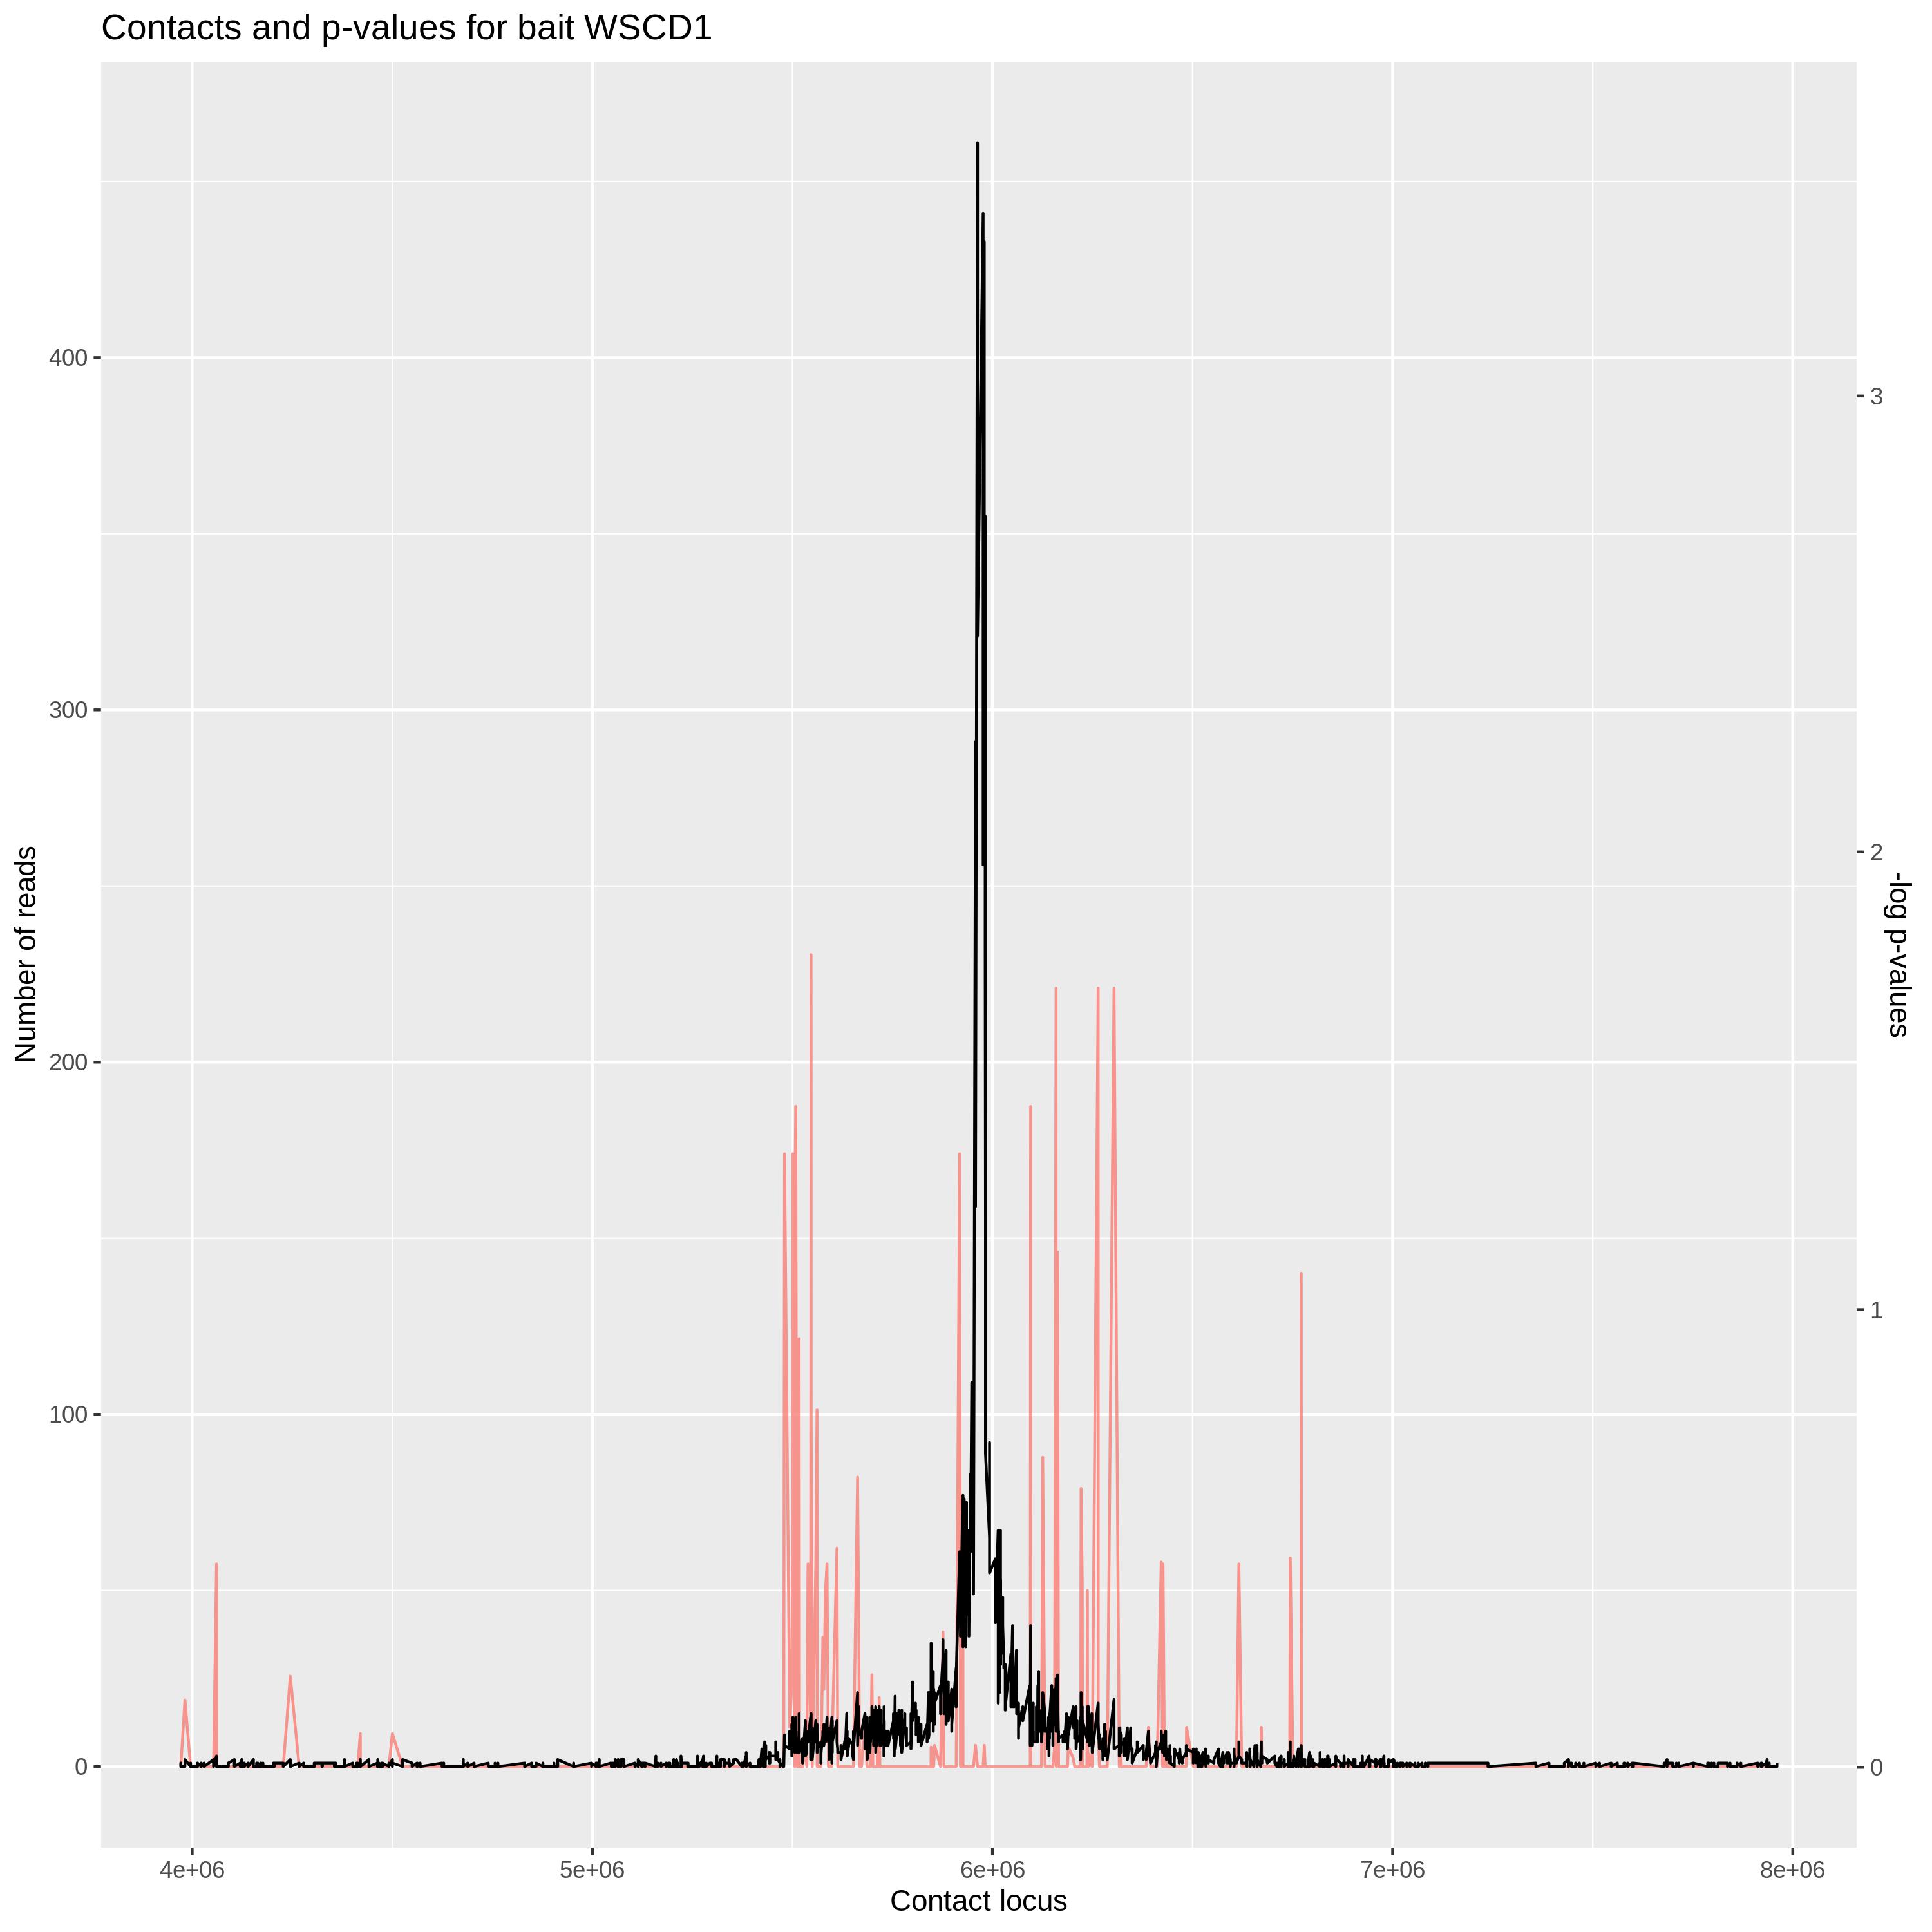 Contacts and p-values for bait WSCD1
Number of reads
400
300
200
100
0
3
2
1
0
-log p-values
4e+06
5e+06
6e+06
7e+06
8e+06
Contact locus